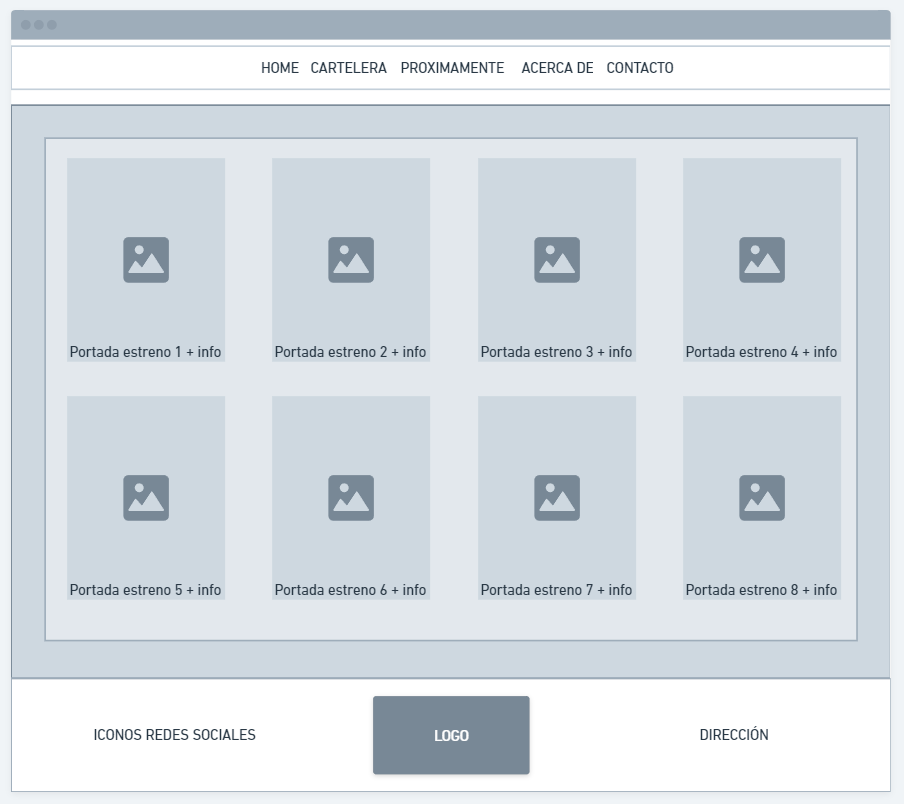 HOME CARTELERA PROXIMAMENTE ACERCA DE CONTACTO
Portada estreno 1 + info
Portada estreno 2 + info
Portada estreno 3 + info
Portada estreno 4 + info
Portada estreno 5 + info
Portada estreno 6 + info
Portada estreno 7 + info
Portada estreno 8 + info
ICONOS REDES SOCIALES
LOGO
DIRECCIÓN